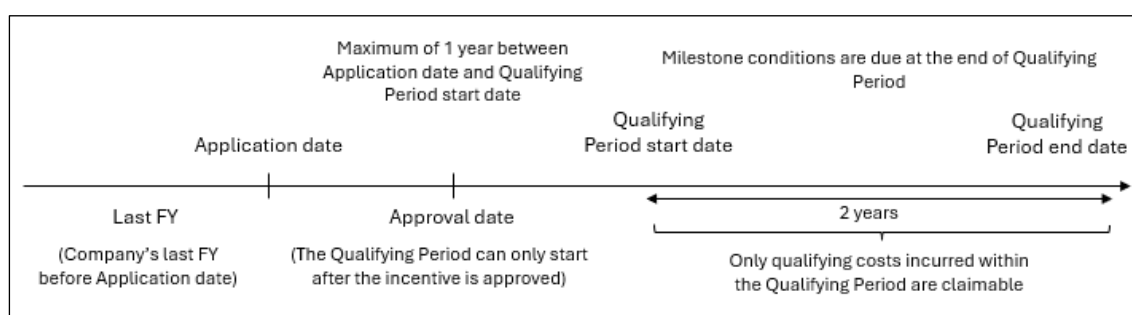 Maximum of 1 year between
Application date and Qualifying
Period start date
Milestone conditions are due at the end of Qualifying
Period
Application date
Qualifying
Period start date
Qualifying
Period end date
Last FY
(Company's last FY
before Application date)
Approval date
(The Qualifying Period can only start
after the incentive is approved)
2 years
Only qualifying costs incurred within
the Qualifying Period are claimable